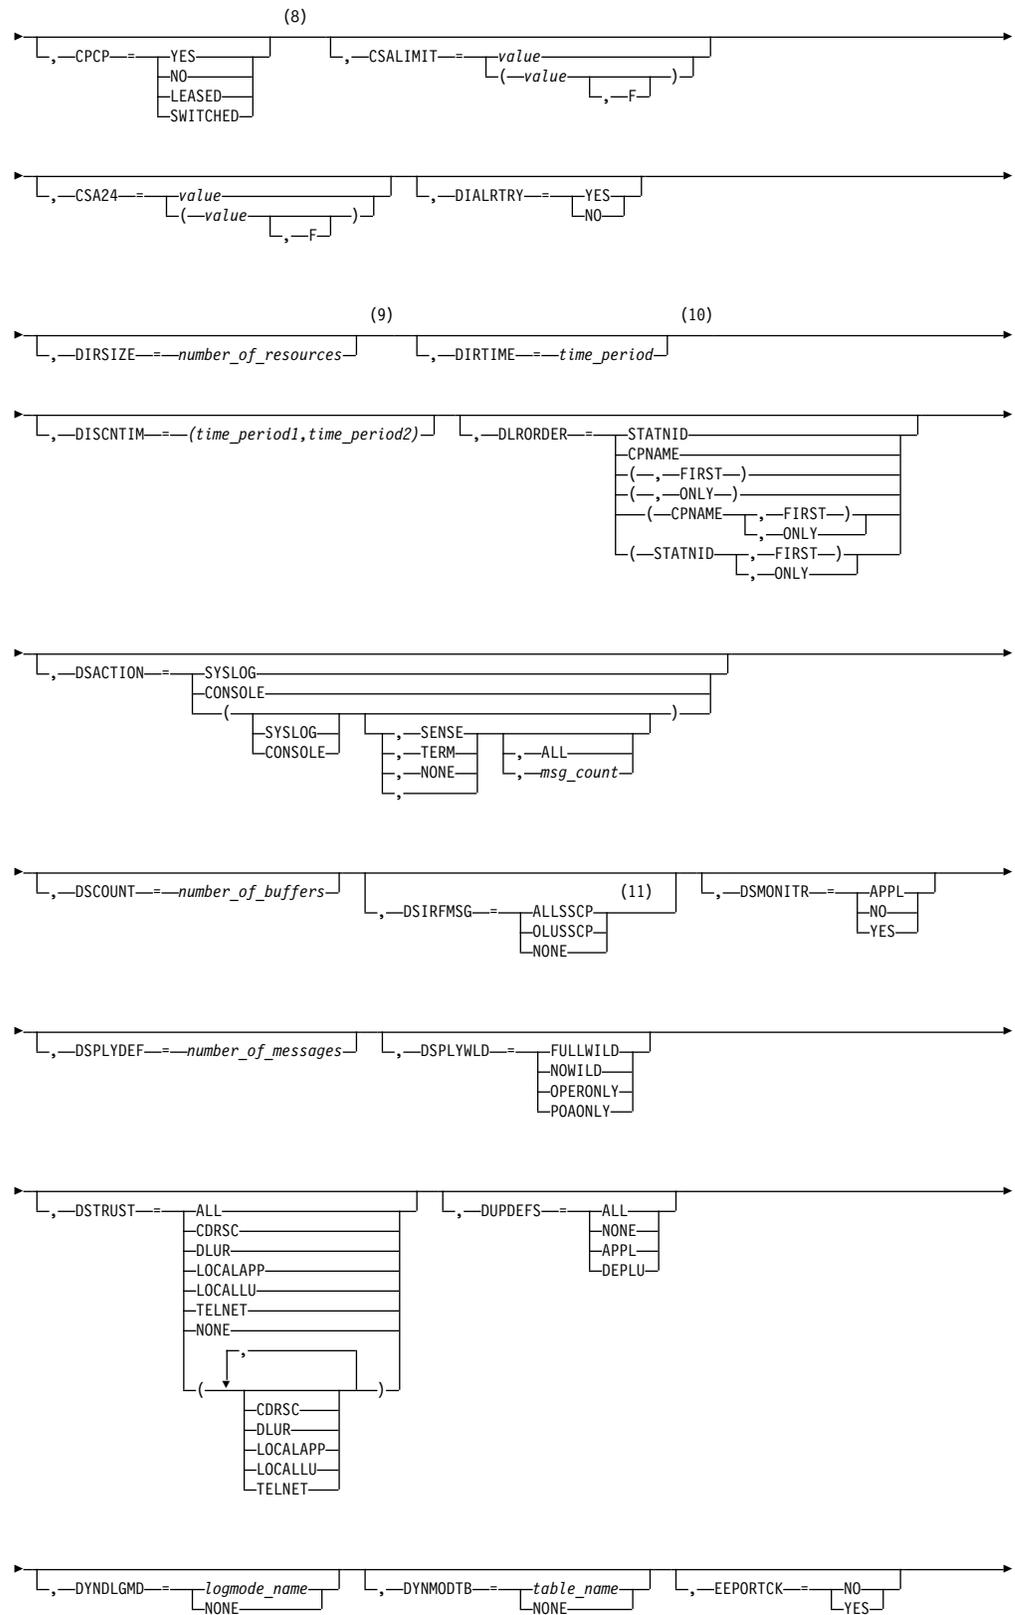 (8)
,CPCP=YES ,CSALIMIT=value
NO (value )
LEASED ,F
SWITCHED
,CSA24=value ,DIALRTRY=YES
(value ) NO
,F
(9) (10)
,DIRSIZE=number_of_resources ,DIRTIME=time_period
,DISCNTIM=(time_period1,time_period2) ,DLRORDER=STATNID
CPNAME
(,FIRST)
(,ONLY)
(CPNAME,FIRST)
,ONLY
(STATNID,FIRST)
,ONLY
,DSACTION=SYSLOG
CONSOLE
( )
SYSLOG ,SENSE
CONSOLE ,TERM ,ALL
,NONE ,msg_count
,
,DSCOUNT=number_of_buffers (11) ,DSMONITR=APPL
,DSIRFMSG=ALLSSCP NO
OLUSSCP YES
NONE
,DSPLYDEF=number_of_messages ,DSPLYWLD=FULLWILD
NOWILD
OPERONLY
POAONLY
,DSTRUST=ALL ,DUPDEFS=ALL
CDRSC NONE
DLUR APPL
LOCALAPP DEPLU
LOCALLU
TELNET
NONE
,
( )
CDRSC
DLUR
LOCALAPP
LOCALLU
TELNET
,DYNDLGMD=logmode_name ,DYNMODTB=table_name ,EEPORTCK=NO
NONE NONE YES